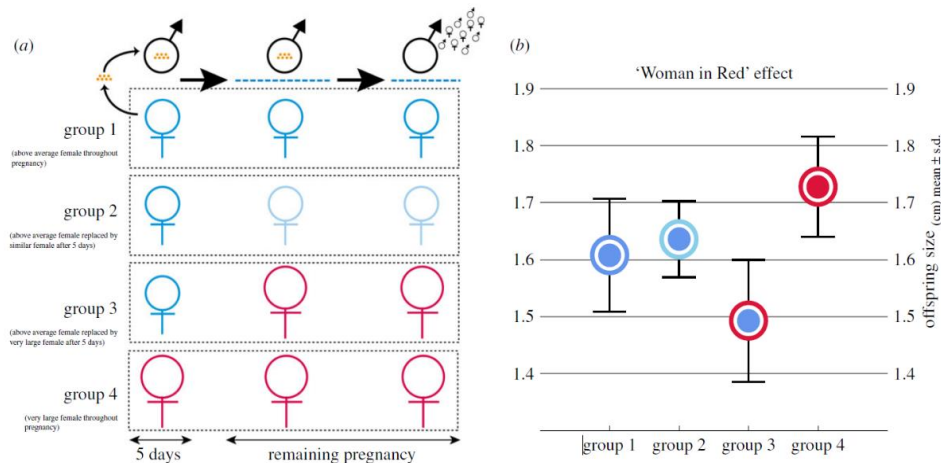 (a)
group 1
(above average female throughout
pregnancy)
group 2
(above average female replaced by
similar female after 5 days)
group 3
(above average female replaced by
very large female after 5 days)
group 4
(very large female throughout
pregnancy)
5 days
remaining pregnancy
(b)
'Woman in Red' effect
1.9
1.8
1.7
1.6
1.5
1.4
1.9
1.8
1.7
1.6
1.5
1.4
offspring size (cm) mean ± s.d.
group 1 group 2 group 3 group 4